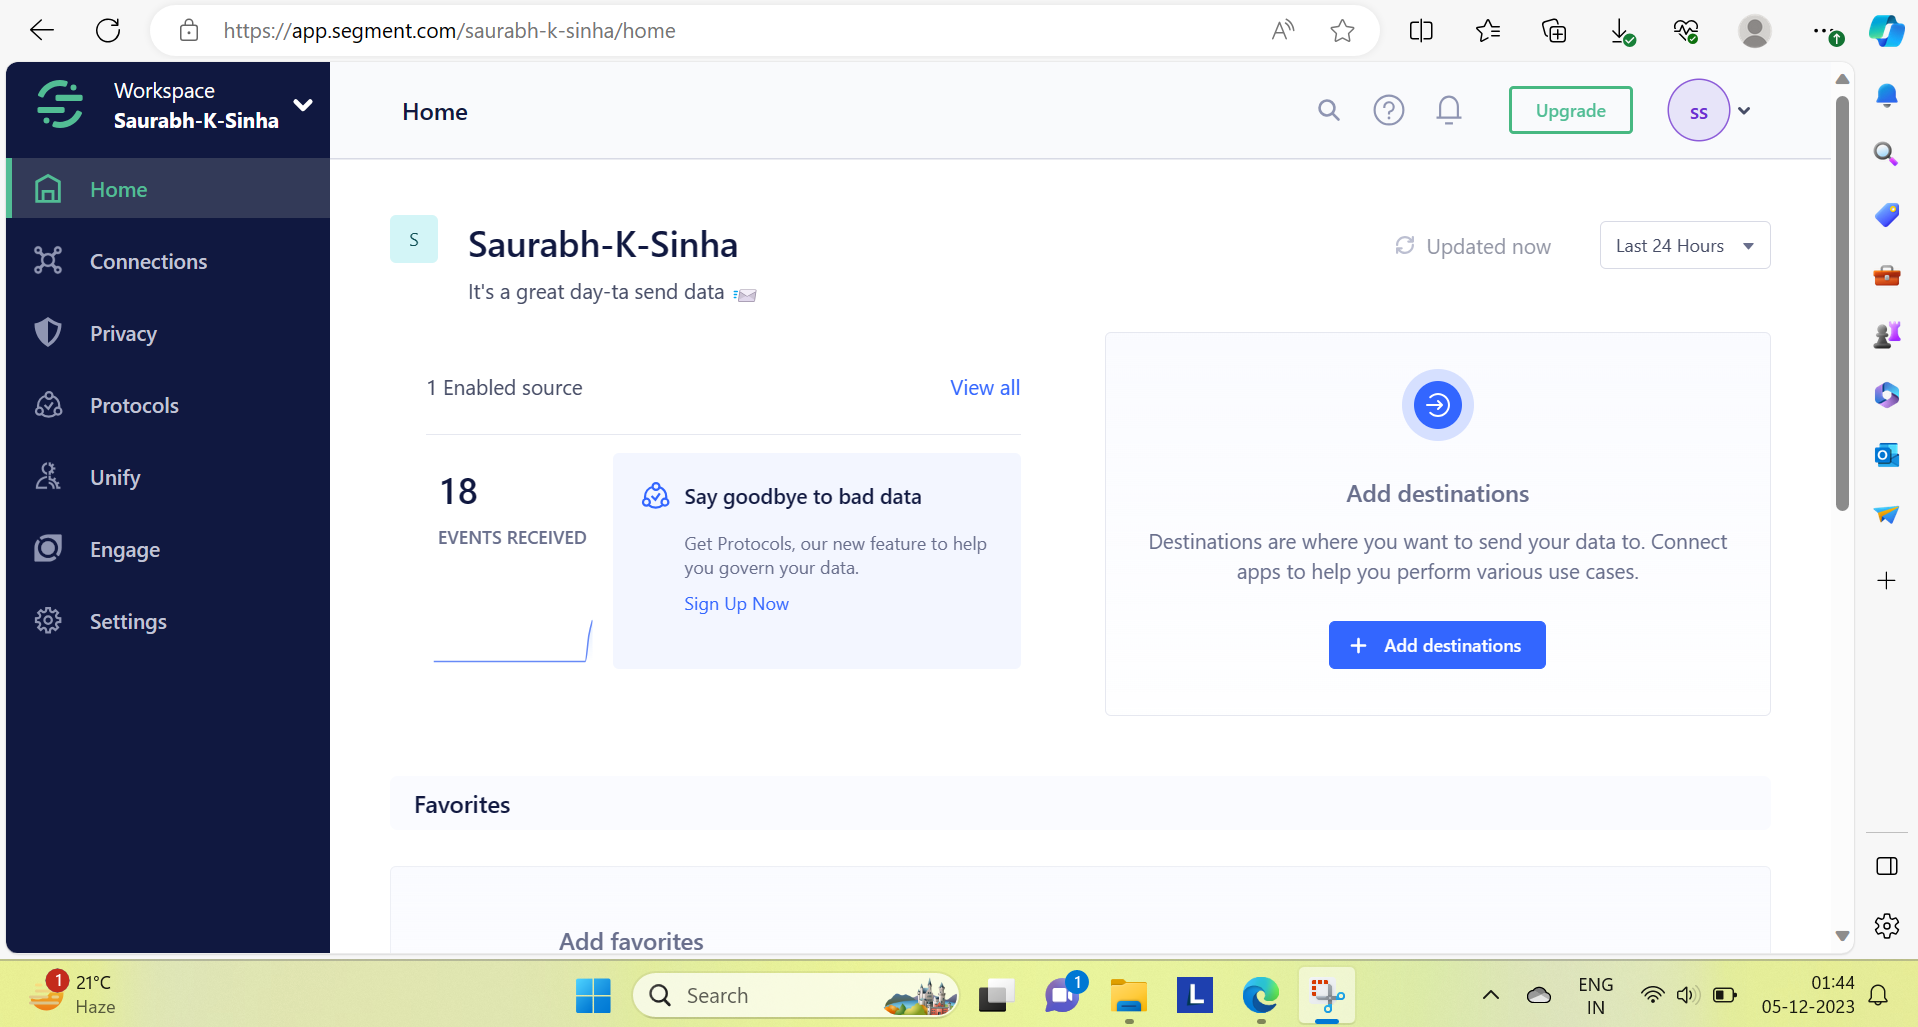 https://app.segment.com/saurabh-k-sinha/home
Workspace
Saurabh-K-Sinha
Home
Connections
Privacy
Protocols
Unify
Engage
Settings
Home
Upgrade
SS
S
Saurabh-K-Sinha
It's a great day-ta send data
Updated now
Last 24 Hours
1 Enabled source
View all
18
EVENTS RECEIVED
Say goodbye to bad data
Get Protocols, our new feature to help
you govern your data.
Sign Up Now
Add destinations
Destinations are where you want to send your data to. Connect
apps to help you perform various use cases.
+ Add destinations
Favorites
Add favorites
1
21°C
Haze
Search
1
L
ENG
IN
01:44
05-12-2023